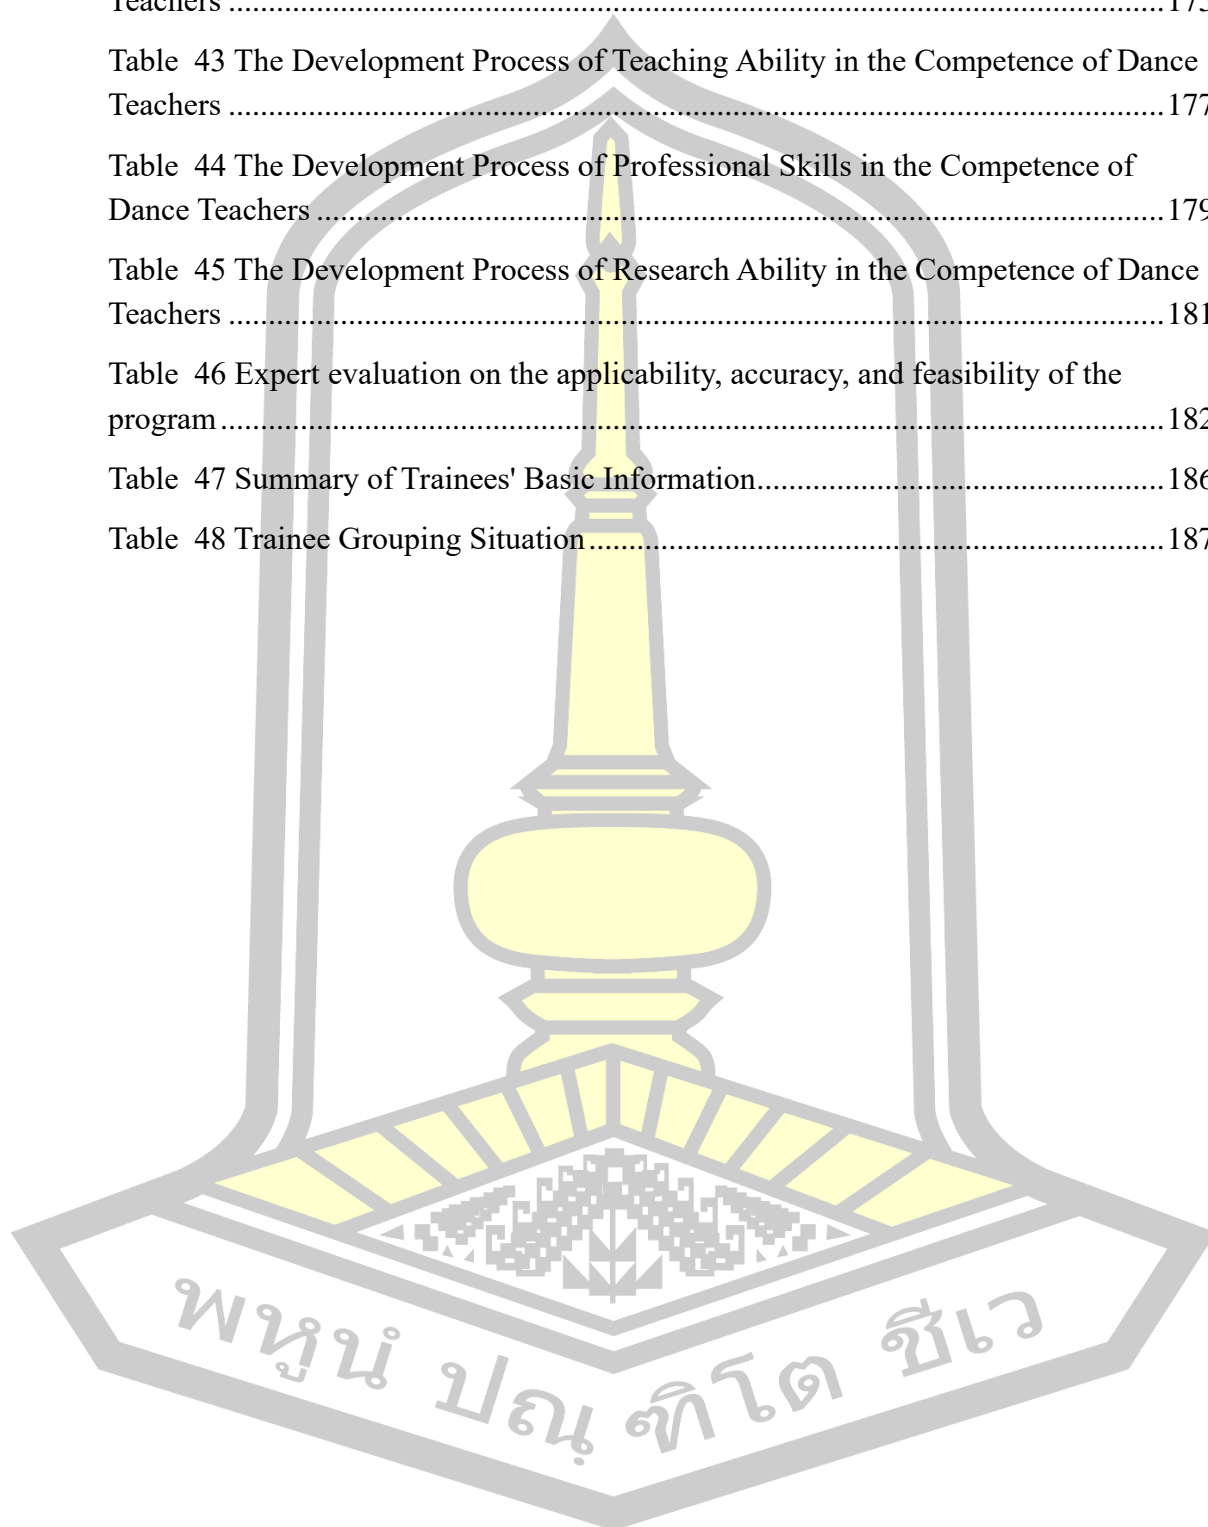 Teachers ........................................................................................................................173
Table  43 The Development Process of Teaching Ability in the Competence of Dance
Teachers ........................................................................................................................177
Table  44 The Development Process of Professional Skills in the Competence of
Dance Teachers ............................................................................................................179
Table  45 The Development Process of Research Ability in the Competence of Dance
Teachers ........................................................................................................................181
Table  46 Expert evaluation on the applicability, accuracy, and feasibility of the
program ........................................................................................................................182
Table  47 Summary of Trainees' Basic Information....................................................186
Table  48 Trainee Grouping Situation ........................................................................187
พหูนํ ปณฺฑิโต ชีเว